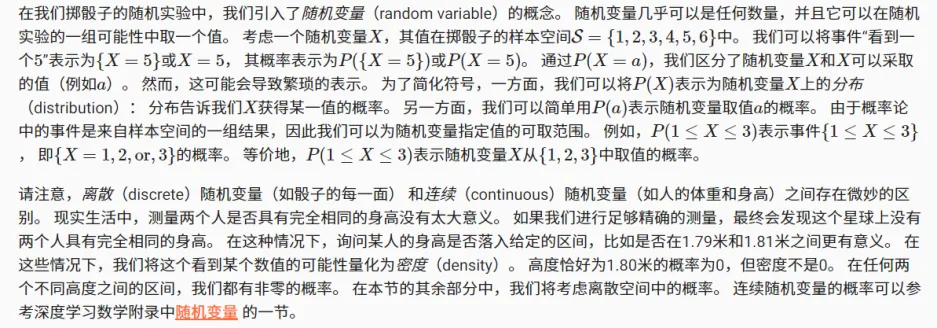 在我们掷骰子的随机实验中，我们引入了随机变量（random variable）的概念。 随机变量几乎可以是任何数量，并且它可以在随机
实验的一组可能性中取一个值。 考虑一个随机变量X，其值在掷骰子的样本空间S = {1, 2, 3, 4, 5, 6}中。 我们可以将事件“看到一
个5”表示为{X = 5}或X = 5， 其概率表示为P({X = 5})或P(X = 5)。 通过P(X = a)，我们区分了随机变量X和X可以采取
的值（例如a）。 然而，这可能会导致繁琐的表示。 为了简化符号，一方面，我们可以将P(X)表示为随机变量X上的分布
（distribution）： 分布告诉我们X获得某一值的概率。 另一方面，我们可以简单用P(a)表示随机变量取值a的概率。 由于概率论
中的事件是来自样本空间的一组结果，因此我们可以为随机变量指定值的可取范围。 例如，P(1 ≤ X ≤ 3)表示事件{1 ≤ X ≤ 3}
， 即{X = 1, 2, or, 3}的概率。 等价地，P(1 ≤ X ≤ 3)表示随机变量X从{1, 2, 3}中取值的概率。
请注意，离散（discrete）随机变量（如骰子的每一面） 和连续（continuous）随机变量（如人的体重和身高）之间存在微妙的区
别。 现实生活中，测量两个人是否具有完全相同的身高没有太大意义。 如果我们进行足够精确的测量，最终会发现这个星球上没有
两个人具有完全相同的身高。 在这种情况下，询问某人的身高是否落入给定的区间，比如是否在1.79米和1.81米之间更有意义。 在
这些情况下，我们将这个看到某个数值的可能性量化为密度（density）。 高度恰好为1.80米的概率为0，但密度不是0。 在任何两
个不同高度之间的区间，我们都有非零的概率。 在本节的其余部分中，我们将考虑离散空间中的概率。 连续随机变量的概率可以参
考深度学习数学附录中随机变量 的一节。